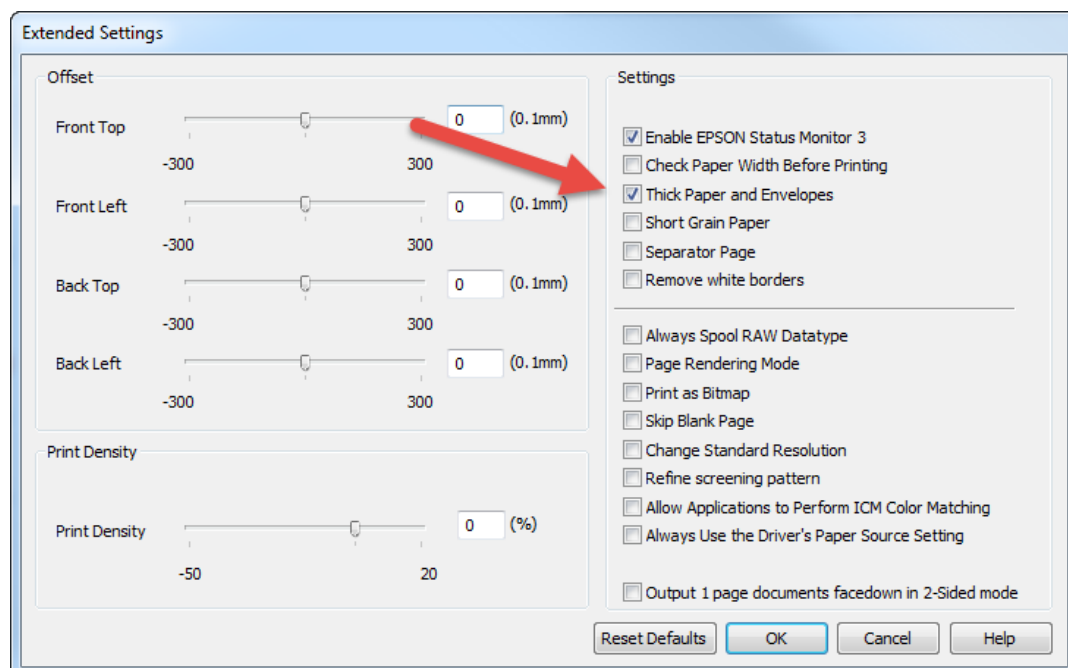 Extended Settings
Offset
Front Top
0
(0.1mm)
-300
300
Front Left
0
(0.1mm)
-300
300
Back Top
0
(0.1mm)
-300
300
Back Left
0
(0.1mm)
-300
300
Print Density
Print Density
0
(%)
-50
20
Settings
Enable EPSON Status Monitor 3
Check Paper Width Before Printing
Thick Paper and Envelopes
Short Grain Paper
Separator Page
Remove white borders
Always Spool RAW Datatype
Page Rendering Mode
Print as Bitmap
Skip Blank Page
Change Standard Resolution
Refine screening pattern
Allow Applications to Perform ICM Color Matching
Always Use the Driver's Paper Source Setting
Output 1 page documents facedown in 2-Sided mode
Reset Defaults
OK
Cancel
Help